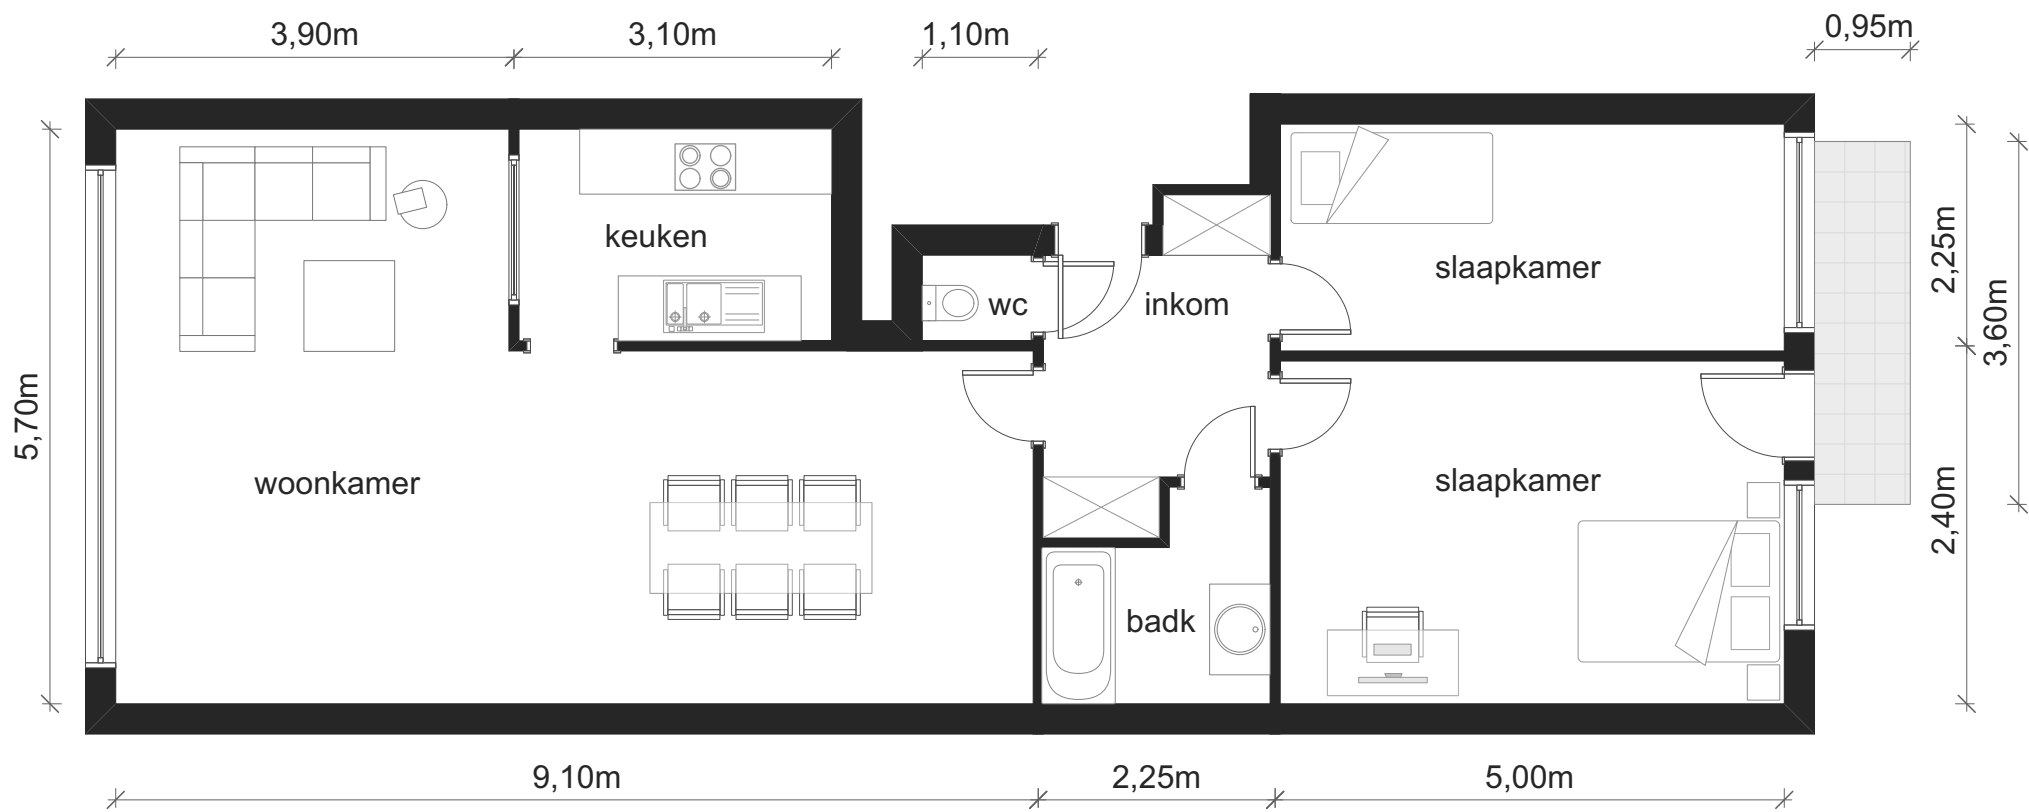 3,90m
3,10m
1,10m
0,95m
keuken
slaapkamer
wc
inkom
2,25m
3,60m
5,70m
woonkamer
slaapkamer
2,40m
badk
9,10m
2,25m
5,00m